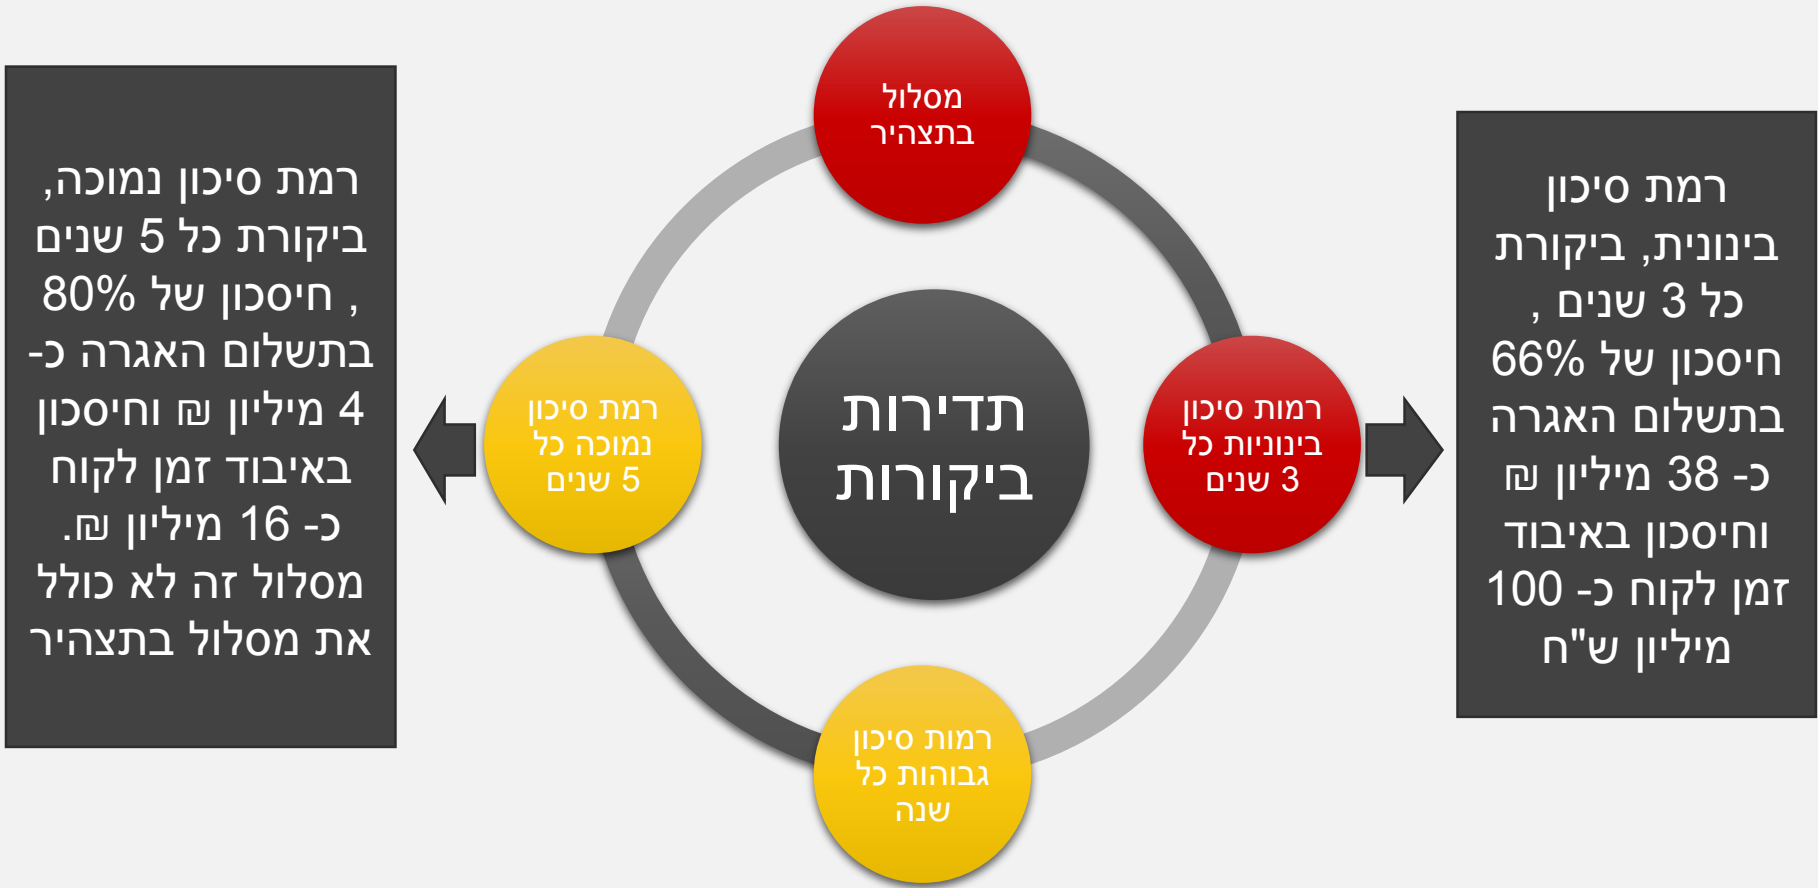 מסלול
בתצהיר
רמת סיכון
בינונית, ביקורת
כל 3 שנים ,
חיסכון של 66%
בתשלום האגרה
כ- 38 מיליון ₪
וחיסכון באיבוד
זמן לקוח כ- 100
מיליון ש"ח
רמות סיכון
בינוניות כל
3 שנים
תדירות
ביקורות
רמת סיכון
נמוכה כל
5 שנים
רמת סיכון נמוכה,
ביקורת כל 5 שנים
, חיסכון של 80%
בתשלום האגרה כ-
4 מיליון ₪ וחיסכון
באיבוד זמן לקוח
כ- 16 מיליון ₪.
מסלול זה לא כולל
את מסלול בתצהיר
רמות סיכון
גבוהות כל
שנה